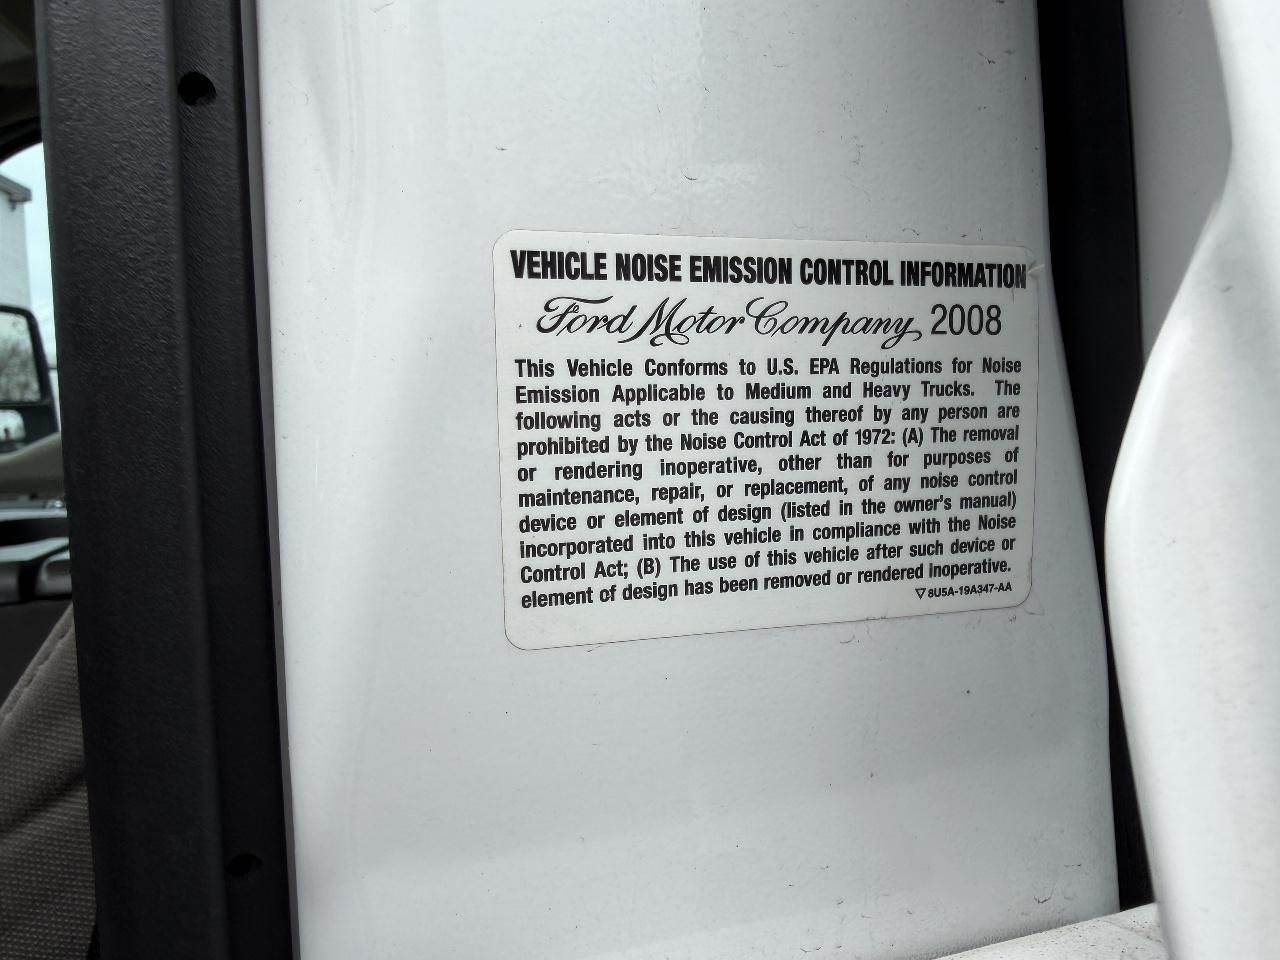 VEHICLE NOISE EMISSION CONTROL INFORMATION
Ford Motor Company 2008
This Vehicle Conforms to U.S. EPA Regulations for Noise
Emission Applicable to Medium and Heavy Trucks. The
following acts or the causing thereof by any person are
prohibited by the Noise Control Act of 1972: (A) The removal
or rendering inoperative, other than for purposes of
maintenance, repair, or replacement, of any noise control
device or element of design (listed in the owner's manual)
incorporated into this vehicle in compliance with the Noise
Control Act; (B) The use of this vehicle after such device or
element of design has been removed or rendered inoperative.
▽8U5A-19A347-AA